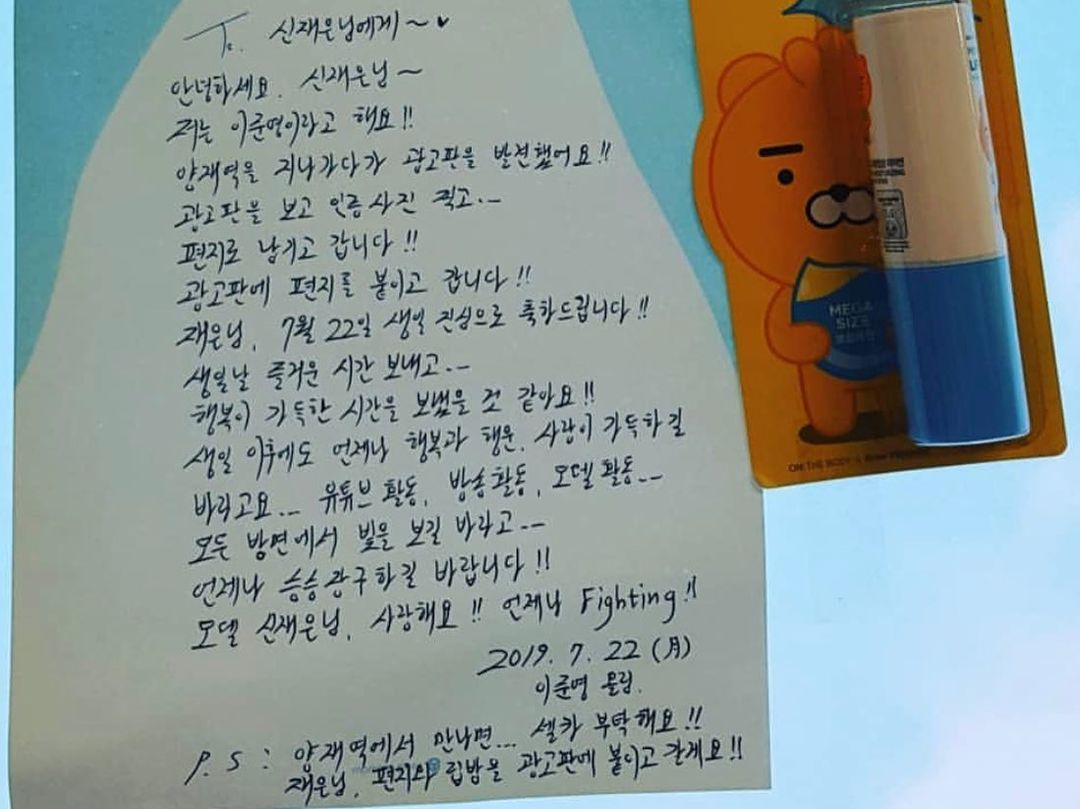 To. 신재은님에게~♥
안녕하세요. 신재은님~
저는 이준영이라고 해요!!
양재역을 지나가다가 광고판을 발견했어요!!
광고판을 보고 인증사진 찍고...
편지로 남기고 갑니다!!
광고판에 편지를 붙이고 갑니다!!
재은님, 7월 22일 생일 진심으로 축하드립니다!!
생일날 즐거운 시간 보내고...
행복이 가득한 시간을 보냈을 것 같아요!!
생일 이후에도 언제나 행복과 행운, 사랑이 가득하길
바라고요... 유튜브 활동, 방송활동, 모델 활동...
모든 방면에서 빛을 보길 바라고...
언제나 승승장구하길 바랍니다!!
모델 신재은님, 사랑해요!! 언제나 Fighting!!
2019. 7. 22 (月)
이준영 올림.
P.S : 양재역에서 만나면... 셀카 부탁해요!!
재은님, 편지와 립밤을 광고판에 붙이고 갈게요!!
MEGA
SIZE
ON THE BODY